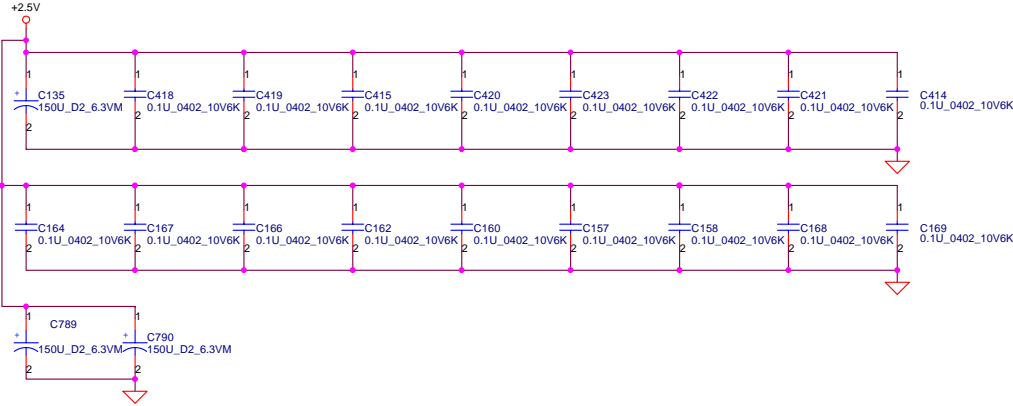 +2.5V
1 1 1 1 1 1 1 1 1
+ C135 C418 C419 C415 C420 C423 C422 C421 C414
150U_D2_6.3VM 0.1U_0402_10V6K 0.1U_0402_10V6K 0.1U_0402_10V6K 0.1U_0402_10V6K 0.1U_0402_10V6K 0.1U_0402_10V6K 0.1U_0402_10V6K 0.1U_0402_10V6K
2 2 2 2 2 2 2 2 2
1 1 1 1 1 1 1 1 1
C164 C167 C166 C162 C160 C157 C158 C168 C169
0.1U_0402_10V6K 0.1U_0402_10V6K 0.1U_0402_10V6K 0.1U_0402_10V6K 0.1U_0402_10V6K 0.1U_0402_10V6K 0.1U_0402_10V6K 0.1U_0402_10V6K 0.1U_0402_10V6K
2 2 2 2 2 2 2 2 2
1 1
C789
+ + C790
150U_D2_6.3VM 150U_D2_6.3VM
2 2